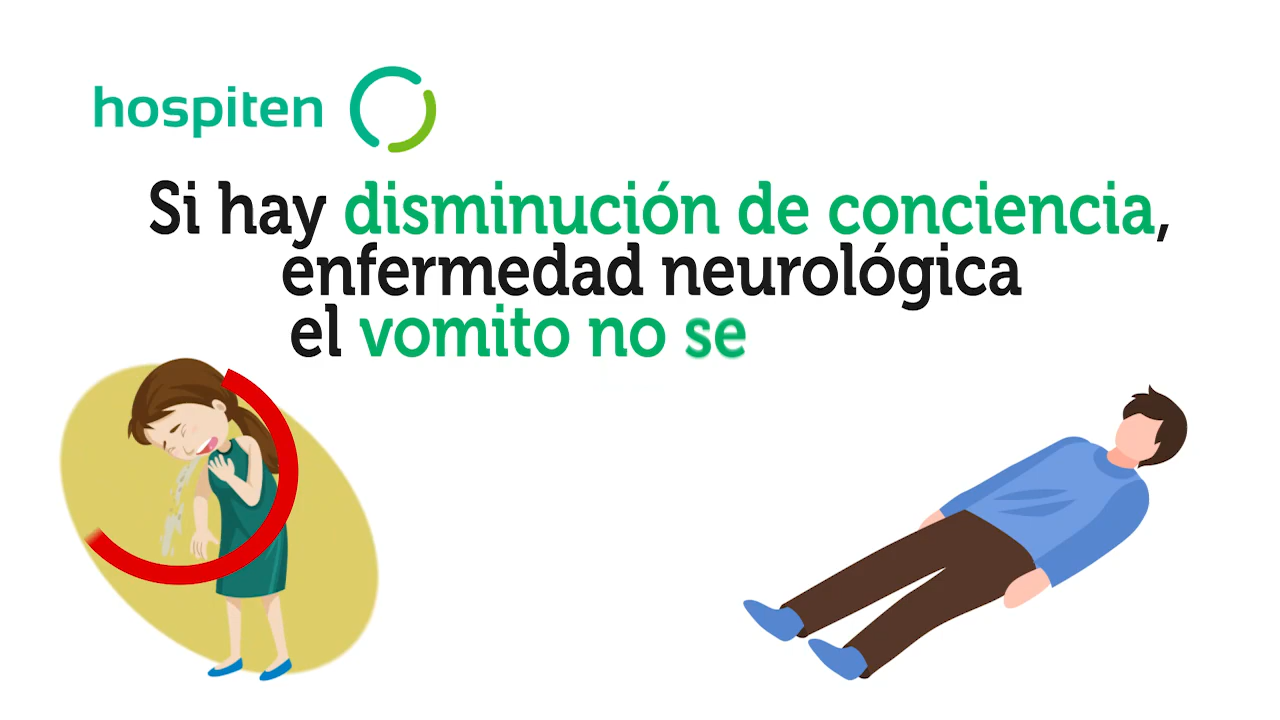 hospiten
Si hay disminución de conciencia,
enfermedad neurológica
el vomito no se